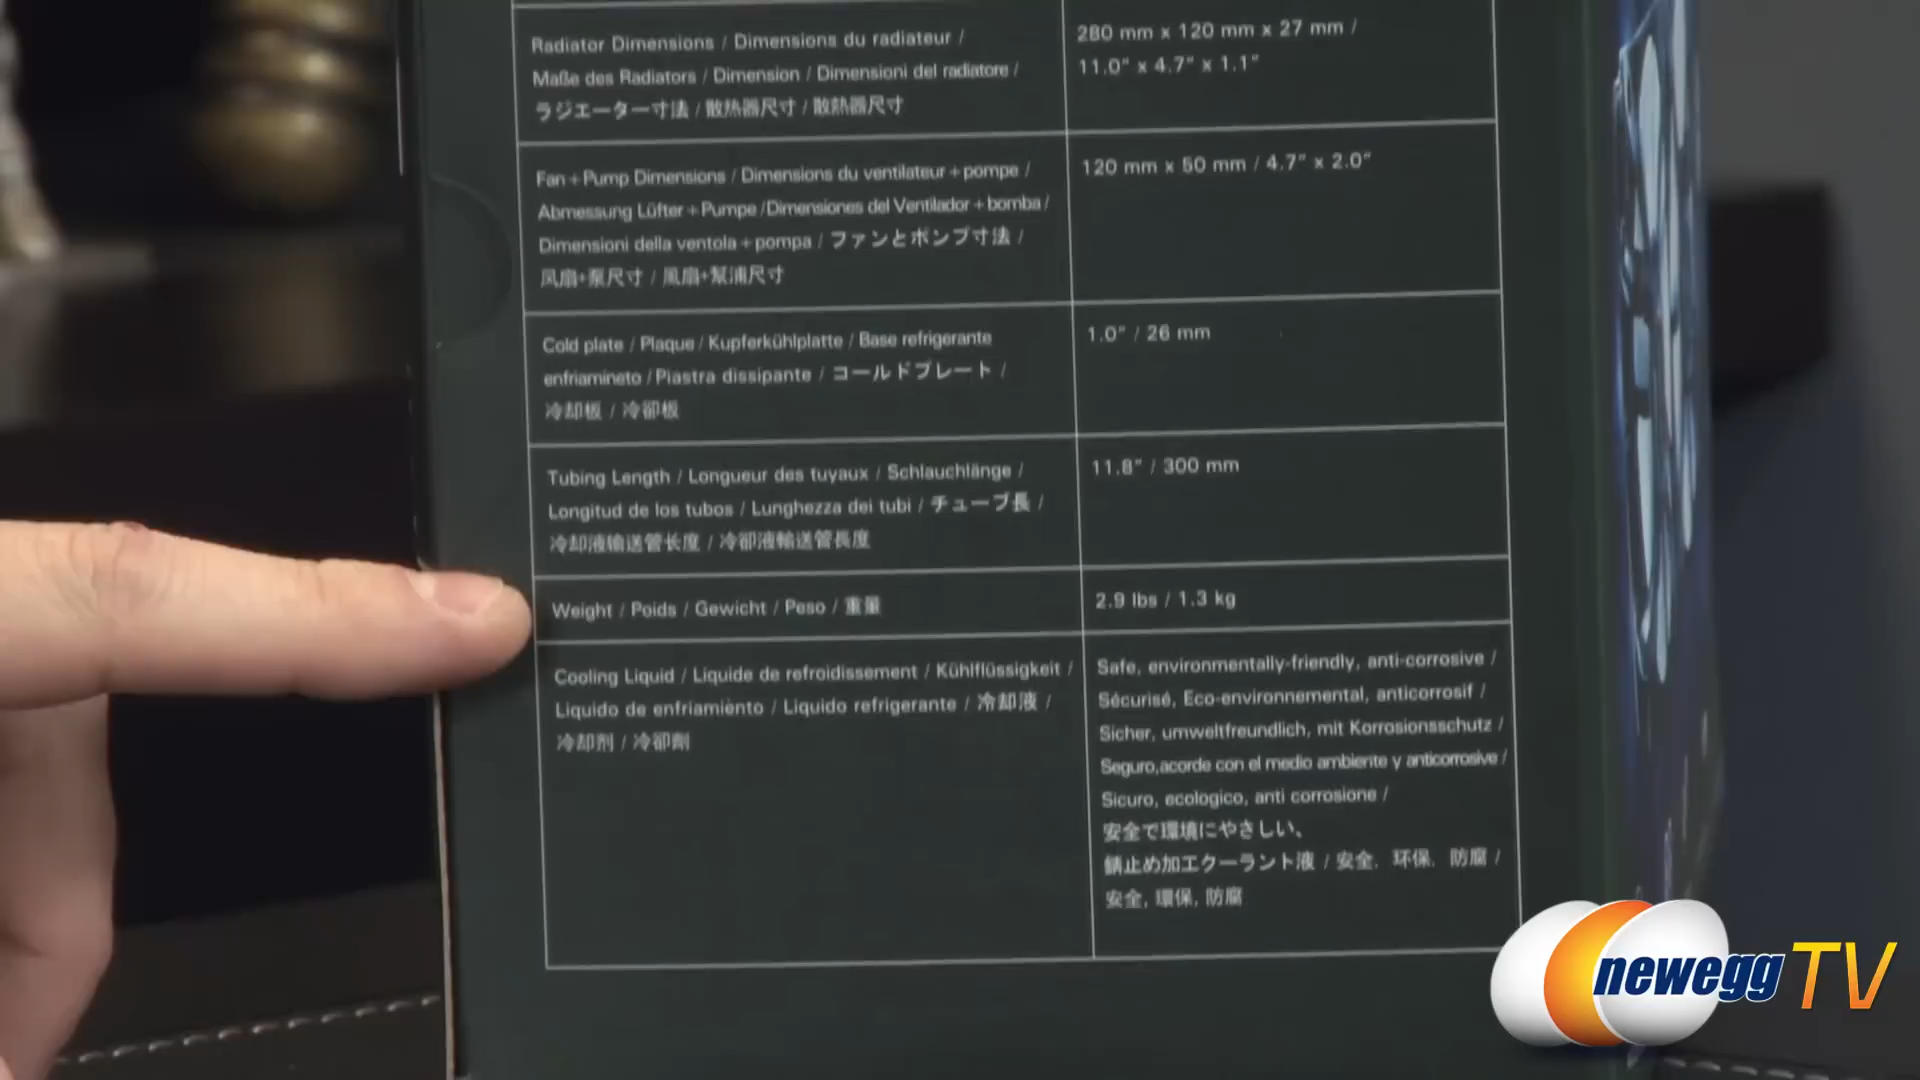 Radiator Dimensions / Dimensions du radiateur /
Maße des Radiators / Dimension / Dimensioni del radiatore /
ラジエーター寸法 / 散热器尺寸 / 散熱器尺寸
280 mm x 120 mm x 27 mm /
11.0" x 4.7" x 1.1"
Fan + Pump Dimensions / Dimensions du ventilateur + pompe /
Abmessung Lüfter + Pumpe / Dimensiones del Ventilador + bomba /
Dimensioni della ventola + pompa / ファンとポンプ寸法 /
风扇+泵尺寸 / 風扇+幫浦尺寸
120 mm x 50 mm / 4.7" x 2.0"
Cold plate / Plaque / Kupferkühlplatte / Base refrigerante
enfriamineto / Piastra dissipante / コールドプレート /
冷却板 / 冷卻板
1.0" / 26 mm
Tubing Length / Longueur des tuyaux / Schlauchlänge /
Longitud de los tubos / Lunghezza dei tubi / チューブ長 /
冷却液输送管长度 / 冷卻液輸送管長度
11.8" / 300 mm
Weight / Poids / Gewicht / Peso / 重量
2.9 lbs / 1.3 kg
Cooling Liquid / Liquide de refroidissement / Kühlflüssigkeit /
Liquido de enfriamiento / Liquido refrigerante / 冷却液 /
冷却剂 / 冷卻劑
Safe, environmentally-friendly, anti-corrosive /
Sécurisé, Eco-environnemental, anticorrosif /
Sicher, umweltfreundlich, mit Korrosionsschutz /
Seguro,acorde con el medio ambiente y anticorrosive /
Sicuro, ecologico, anti corrosione /
安全で環境にやさしい、
錆止め加工クーラント液 / 安全, 环保, 防腐 /
安全, 環保, 防腐
newegg TV